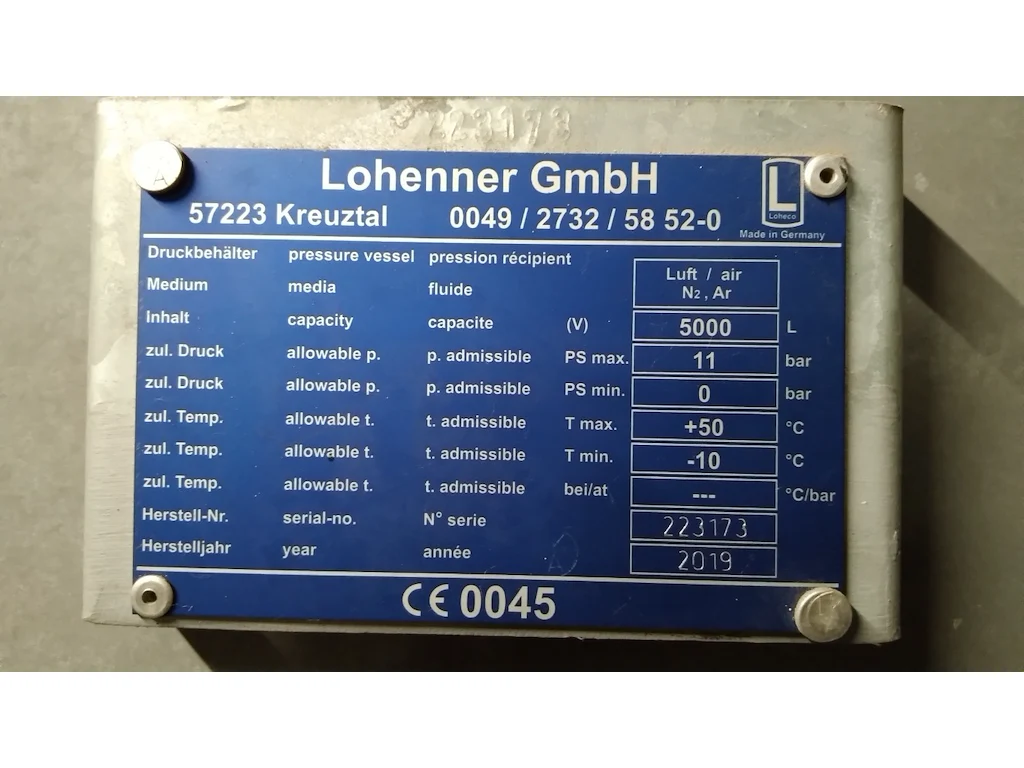 223173
A
Lohenner GmbH
57223 Kreuztal 0049 / 2732 / 58 52-0
L
Loheco
Made in Germany
Druckbehälter pressure vessel pression récipient
Medium media fluide Luft / air
N₂ , Ar
Inhalt capacity capacite (V) 5000 L
zul. Druck allowable p. p. admissible PS max. 11 bar
zul. Druck allowable p. p. admissible PS min. 0 bar
zul. Temp. allowable t. t. admissible T max. +50 °C
zul. Temp. allowable t. t. admissible T min. -10 °C
zul. Temp. allowable t. t. admissible bei/at --- °C/bar
Herstell-Nr. serial-no. N° serie 223173
Herstelljahr year année 2019
CE 0045